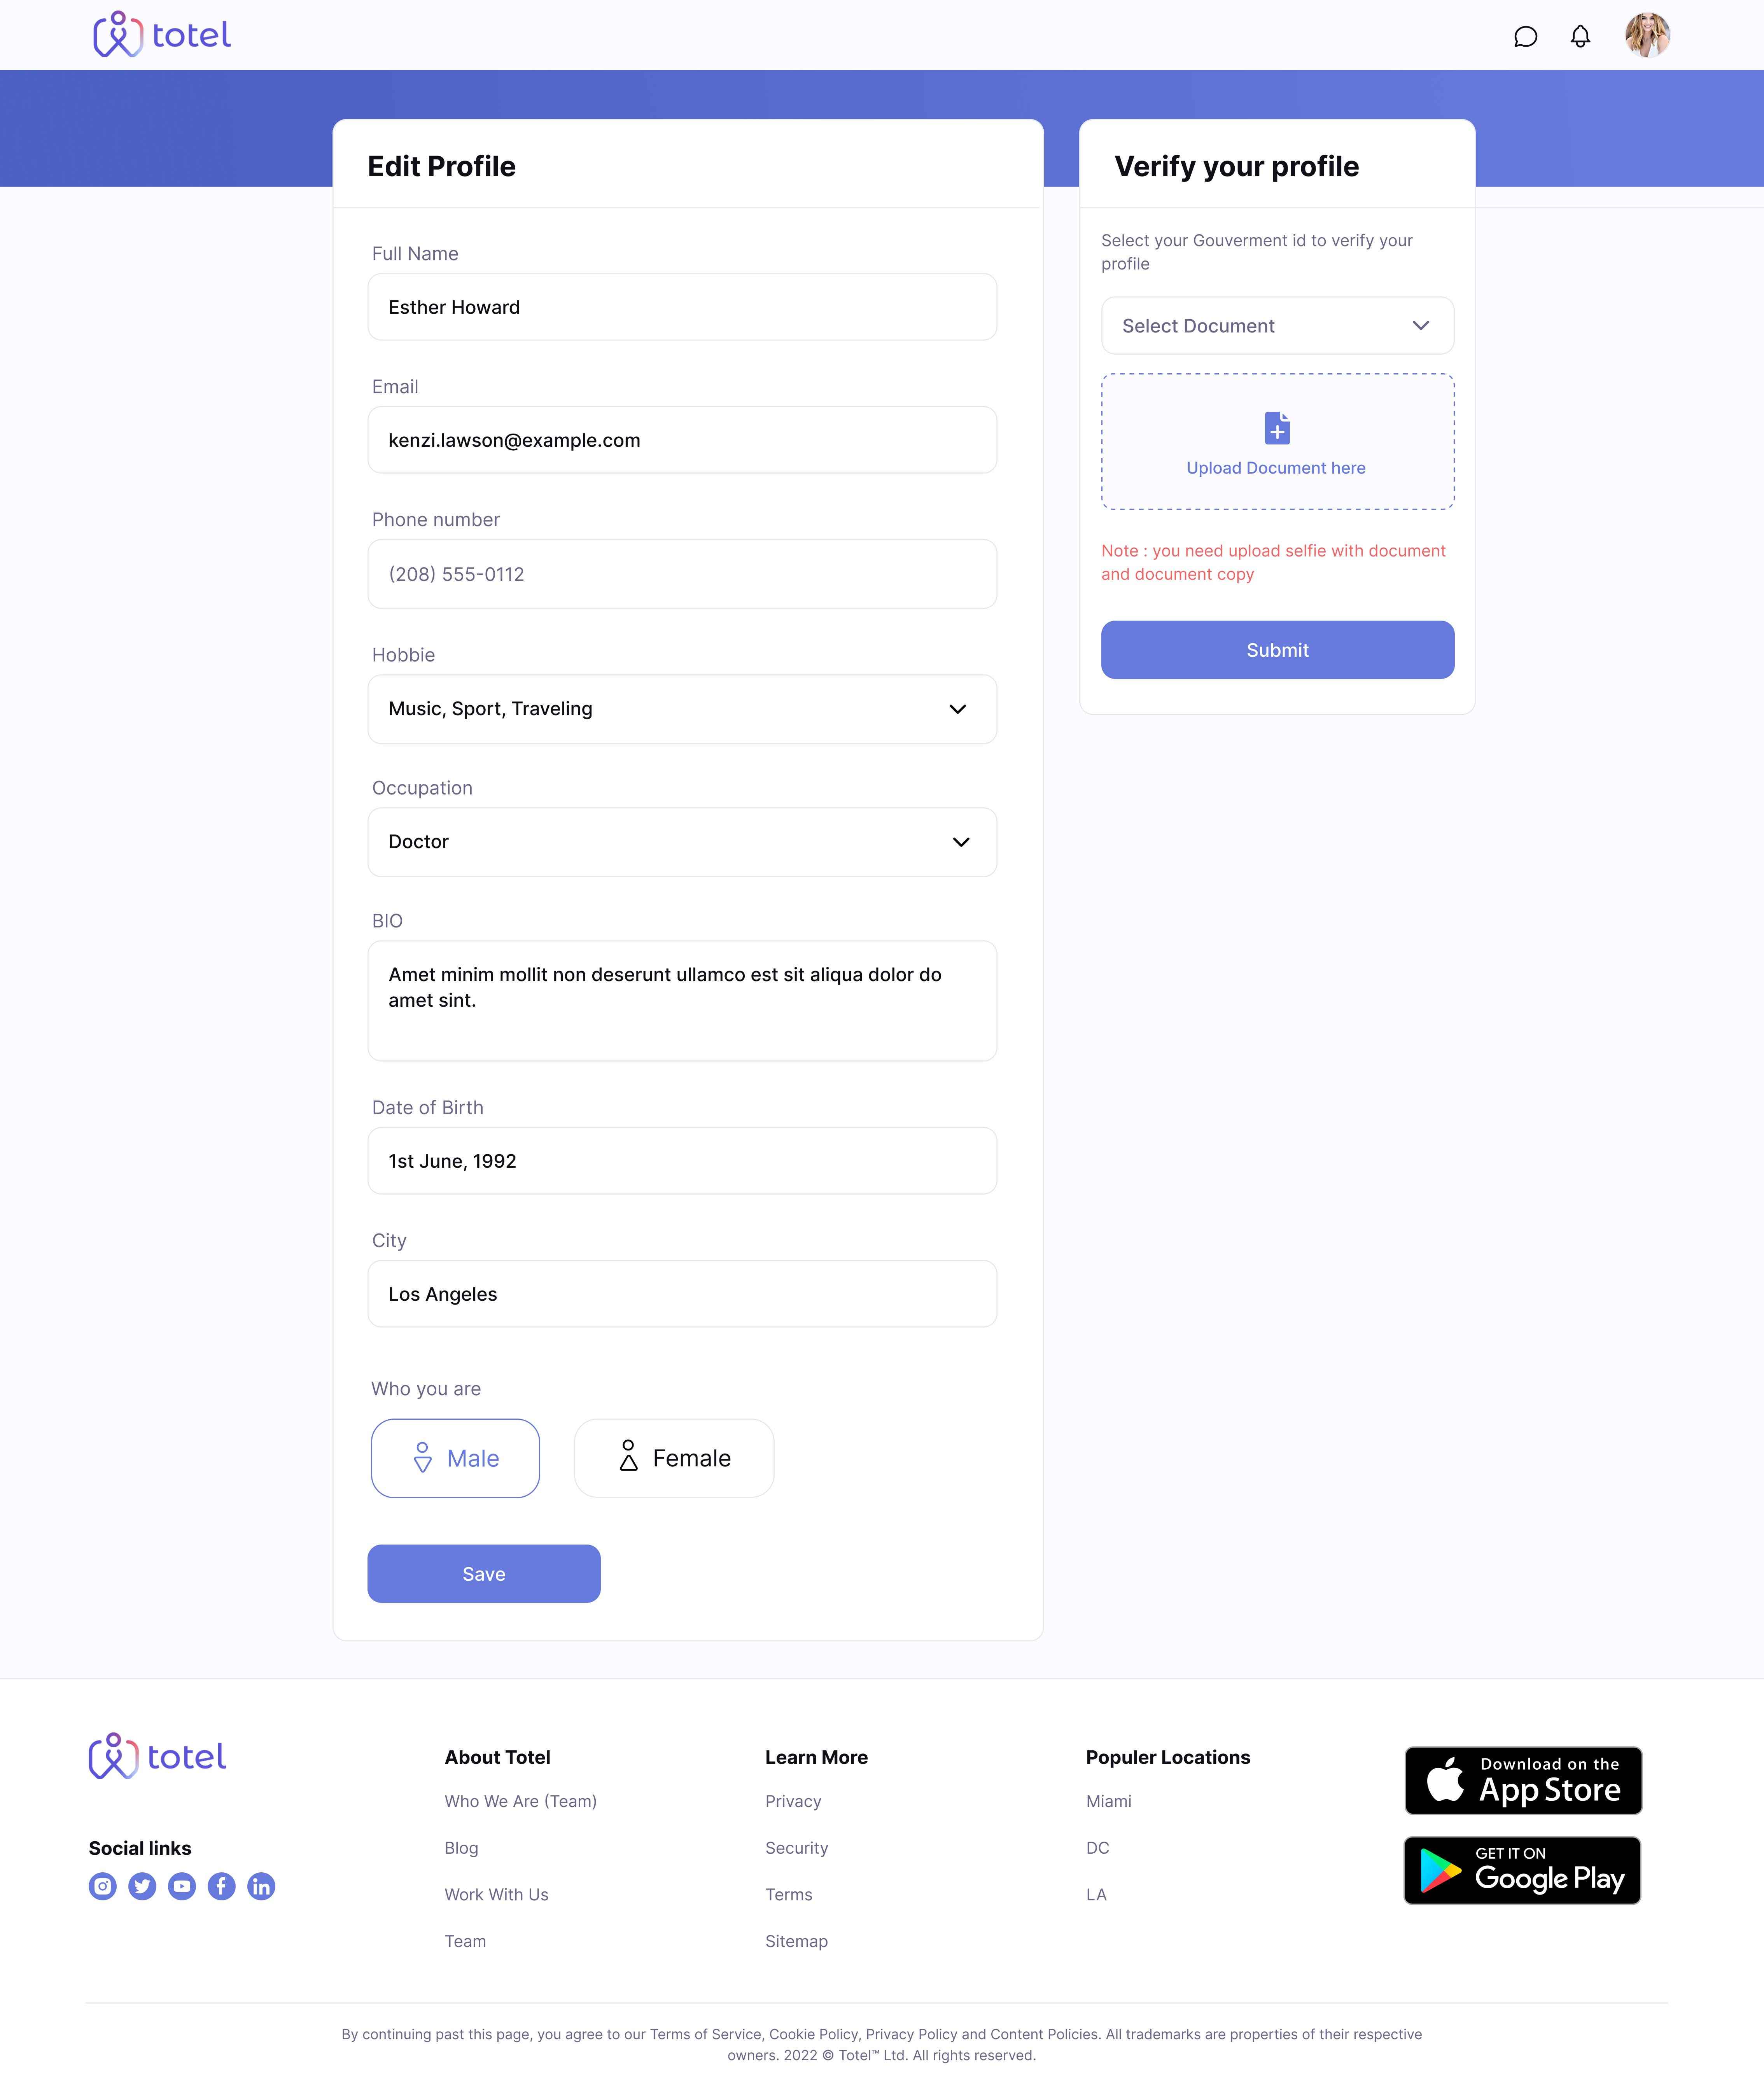 totel
Edit Profile
Full Name
Esther Howard
Email
kenzi.lawson@example.com
Phone number
(208) 555-0112
Hobbie
Music, Sport, Traveling
Occupation
Doctor
BIO
Amet minim mollit non deserunt ullamco est sit aliqua dolor do
amet sint.
Date of Birth
1st June, 1992
City
Los Angeles
Who you are
Male
Female
Save
Verify your profile
Select your Gouverment id to verify your
profile
Select Document
Upload Document here
Note : you need upload selfie with document
and document copy
Submit
totel
Social links
About Totel
Who We Are (Team)
Blog
Work With Us
Team
Learn More
Privacy
Security
Terms
Sitemap
Populer Locations
Miami
DC
LA
Download on the
App Store
GET IT ON
Google Play
By continuing past this page, you agree to our Terms of Service, Cookie Policy, Privacy Policy and Content Policies. All trademarks are properties of their respective
owners. 2022 © Totel™ Ltd. All rights reserved.